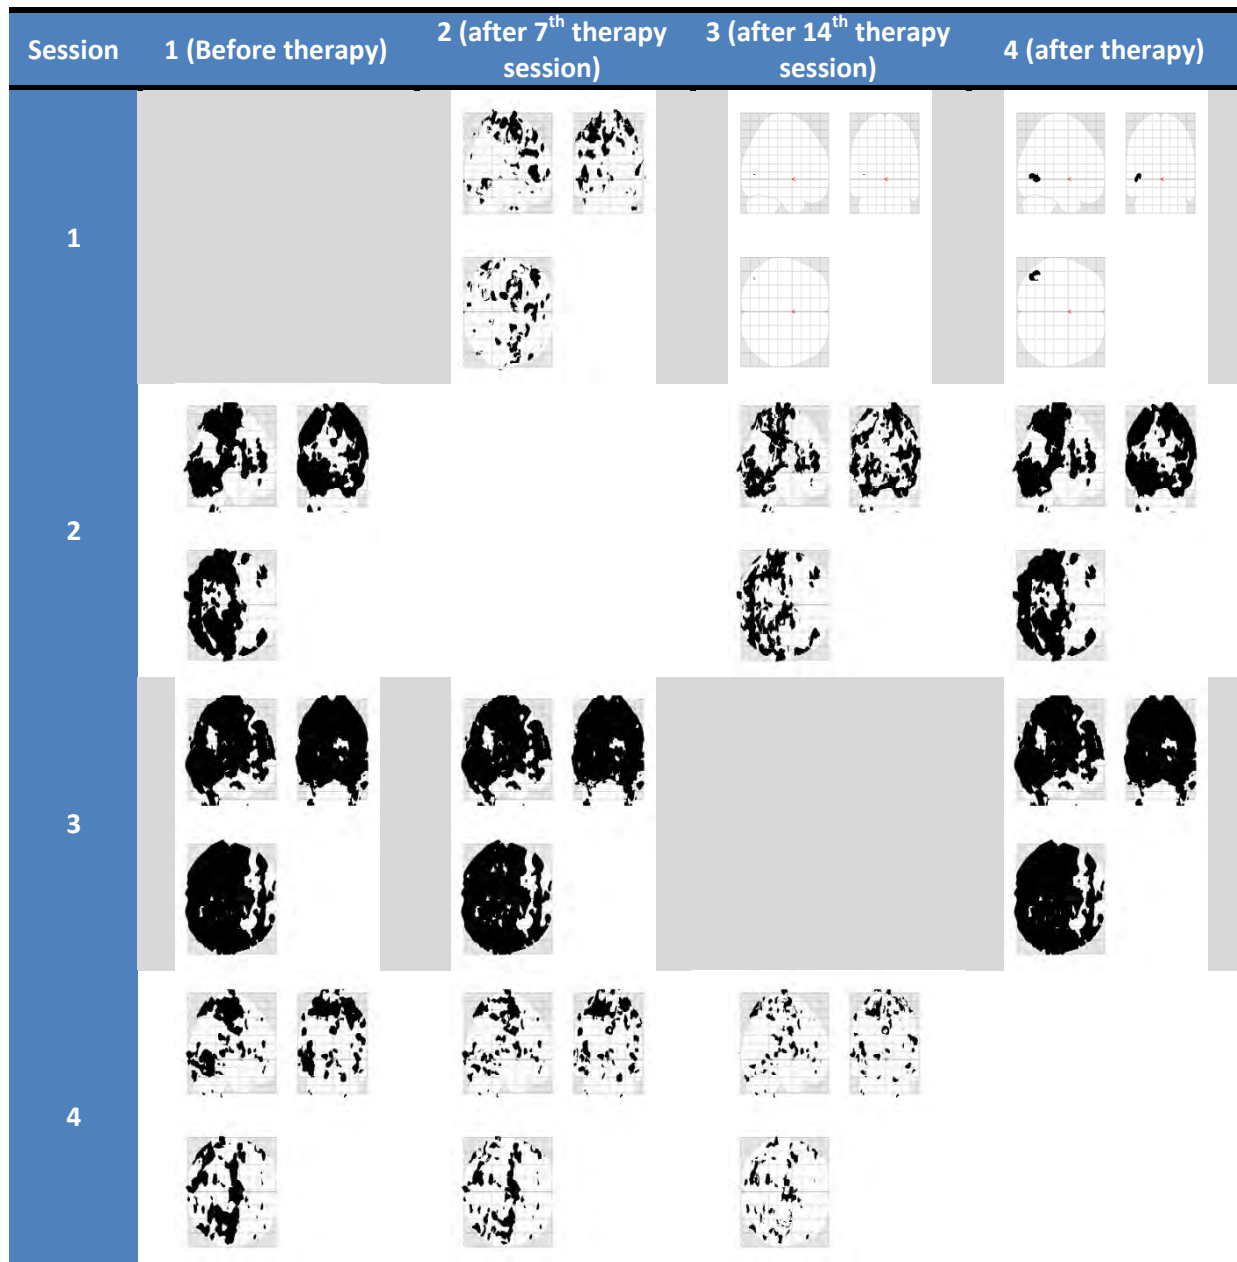 Session
1 (Before therapy)
2 (after 7th therapy
session)
3 (after 14th therapy
session)
4 (after therapy)
1
2
3
4